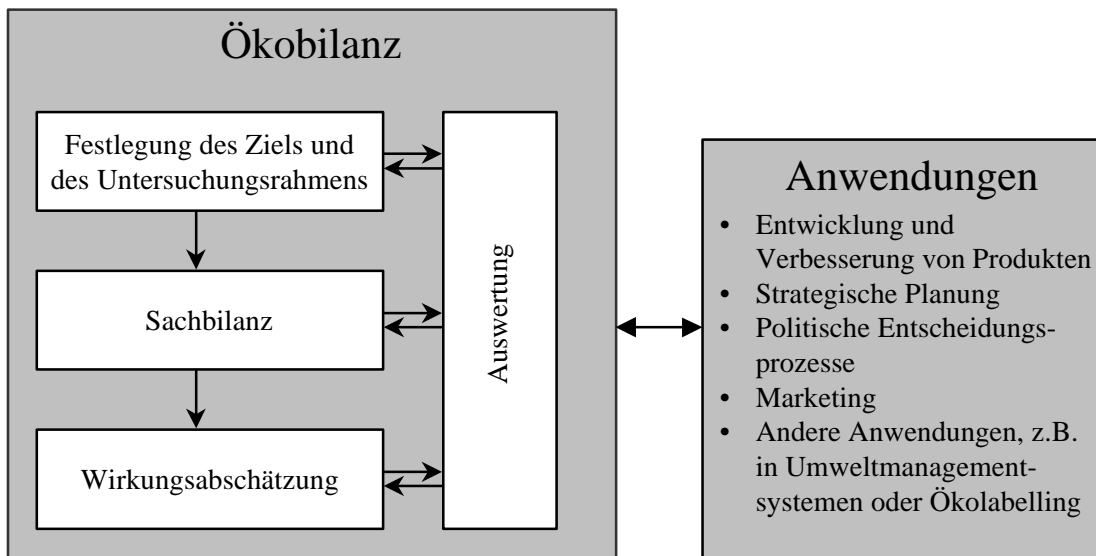 Ökobilanz
Festlegung des Ziels und
des Untersuchungsrahmens
Sachbilanz
Wirkungsabschätzung
Auswertung
Anwendungen
• Entwicklung und
Verbesserung von Produkten
• Strategische Planung
• Politische Entscheidungs-
prozesse
• Marketing
• Andere Anwendungen, z.B.
in Umweltmanagement-
systemen oder Ökolabelling